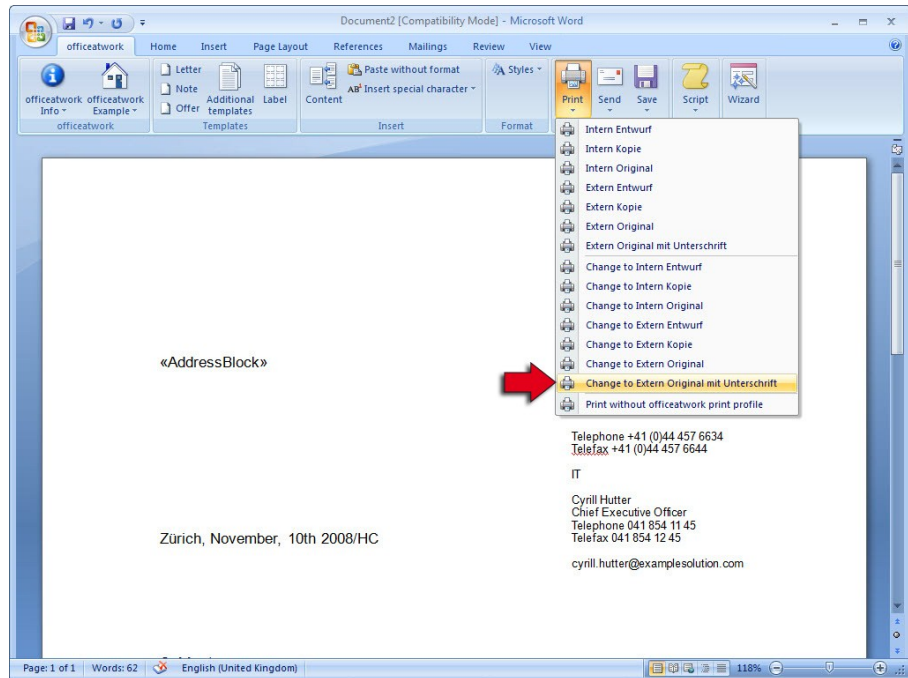 Document2 [Compatibility Mode] - Microsoft Word
officeatwork Home Insert Page Layout References Mailings Review View
Letter
Note
Offer
officeatwork Info
officeatwork Example
Additional templates
Label
Content
Paste without format
AB¹ Insert special character
Styles
Print
Send
Save
Script
Wizard
officeatwork Templates Insert Format
Intern Entwurf
Intern Kopie
Intern Original
Extern Entwurf
Extern Kopie
Extern Original
Extern Original mit Unterschrift
Change to Intern Entwurf
Change to Intern Kopie
Change to Intern Original
Change to Extern Entwurf
Change to Extern Kopie
Change to Extern Original
Change to Extern Original mit Unterschrift
Print without officeatwork print profile
«AddressBlock»
Telephone +41 (0)44 457 6634
Telefax +41 (0)44 457 6644
IT
Cyrill Hutter
Chief Executive Officer
Telephone 041 854 11 45
Telefax 041 854 12 45
cyrill.hutter@examplesolution.com
Zürich, November, 10th 2008/HC
Page: 1 of 1 Words: 62 English (United Kingdom) 118%